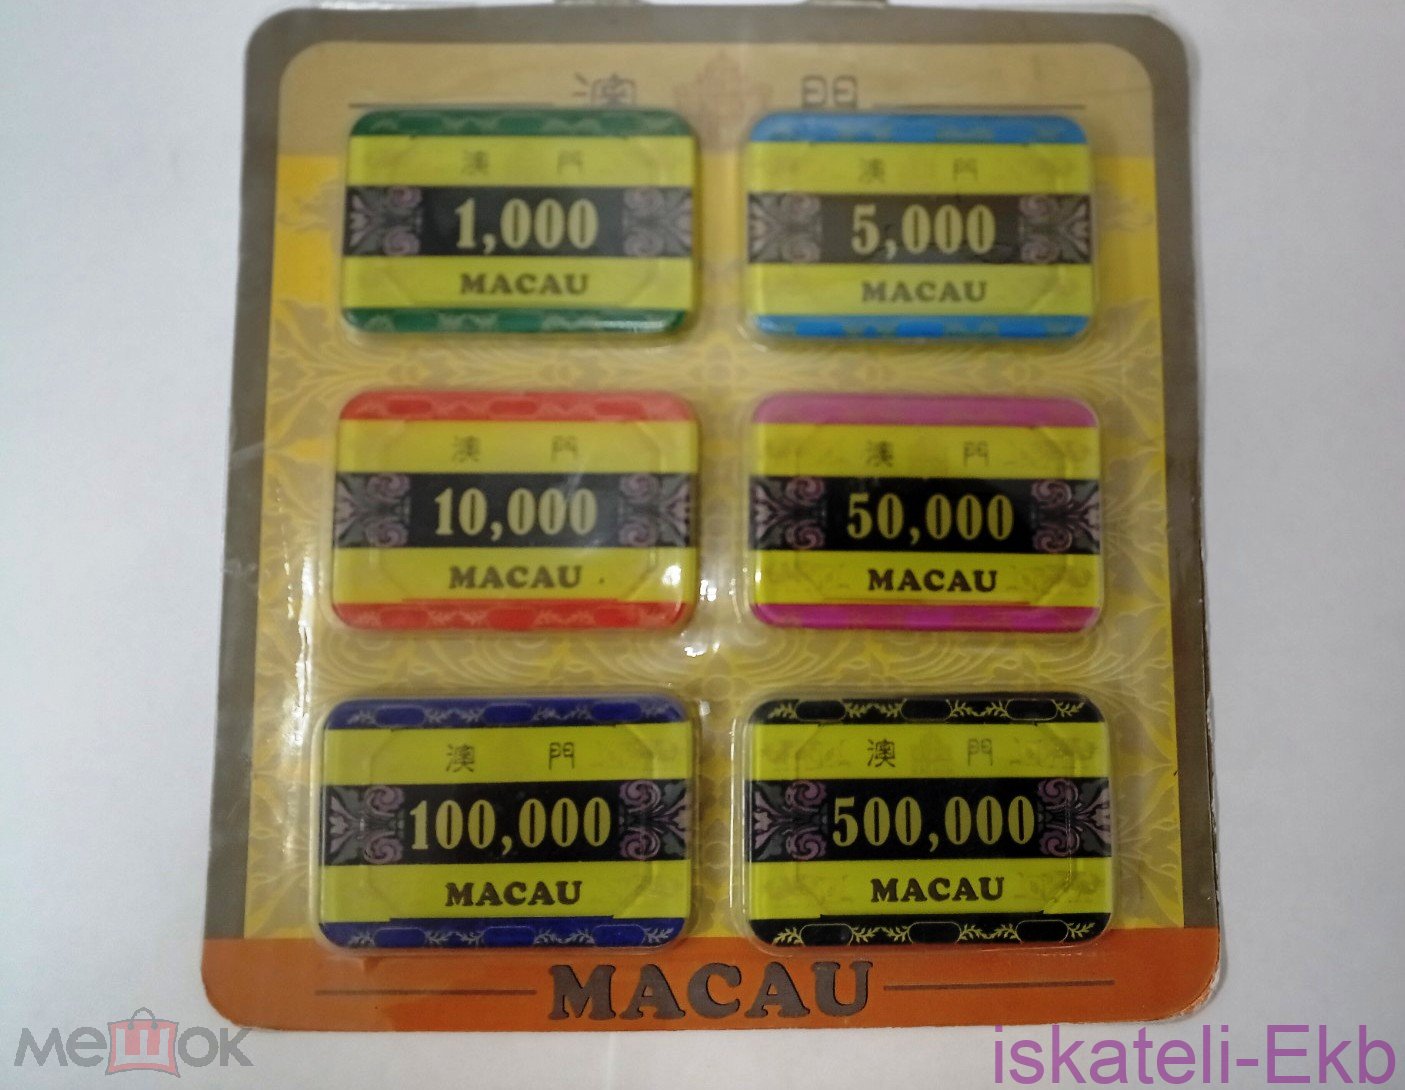 澳 門
澳 門
1,000
MACAU
澳 門
5,000
MACAU
澳 門
10,000
MACAU
澳 門
50,000
MACAU
澳 門
100,000
MACAU
澳 門
500,000
MACAU
MACAU
мешок
iskateli-Ekb